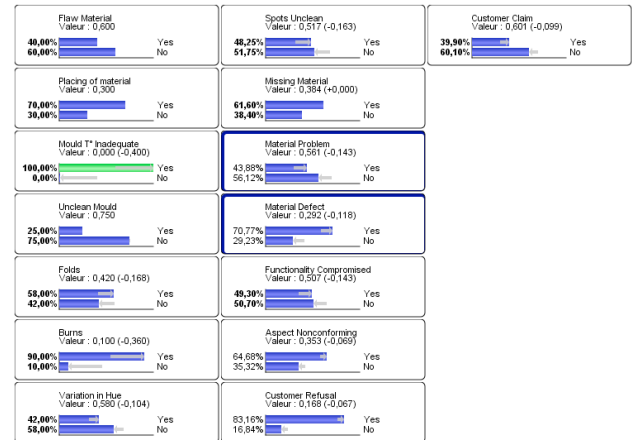 Flaw Material
Valeur : 0,600
40,00% Yes
60,00% No
Placing of material
Valeur : 0,300
70,00% Yes
30,00% No
Mould T° Inadequate
Valeur : 0,000 (-0,400)
100,00% Yes
0,00% No
Unclean Mould
Valeur : 0,750
25,00% Yes
75,00% No
Folds
Valeur : 0,420 (-0,168)
58,00% Yes
42,00% No
Burns
Valeur : 0,100 (-0,360)
90,00% Yes
10,00% No
Variation in Hue
Valeur : 0,580 (-0,104)
42,00% Yes
58,00% No
Spots Unclean
Valeur : 0,517 (-0,163)
48,25% Yes
51,75% No
Missing Material
Valeur : 0,384 (+0,000)
61,60% Yes
38,40% No
Material Problem
Valeur : 0,561 (-0,143)
43,88% Yes
56,12% No
Material Defect
Valeur : 0,292 (-0,118)
70,77% Yes
29,23% No
Functionality Compromised
Valeur : 0,507 (-0,143)
49,30% Yes
50,70% No
Aspect Nonconforming
Valeur : 0,353 (-0,069)
64,68% Yes
35,32% No
Customer Refusal
Valeur : 0,168 (-0,067)
83,16% Yes
16,84% No
Customer Claim
Valeur : 0,601 (-0,099)
39,90% Yes
60,10% No